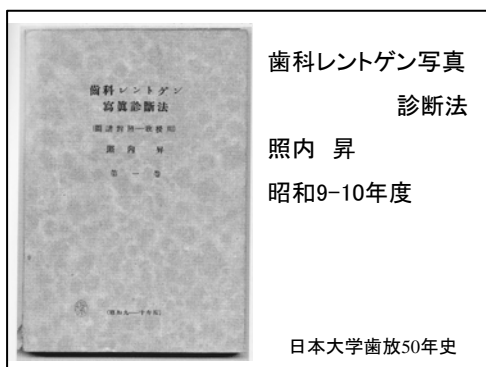 歯科レントゲン
寫眞診断法
昇
第一巻
歯科レントゲン写真
診断法
照内 昇
昭和9-10年度
日本大学歯放50年史